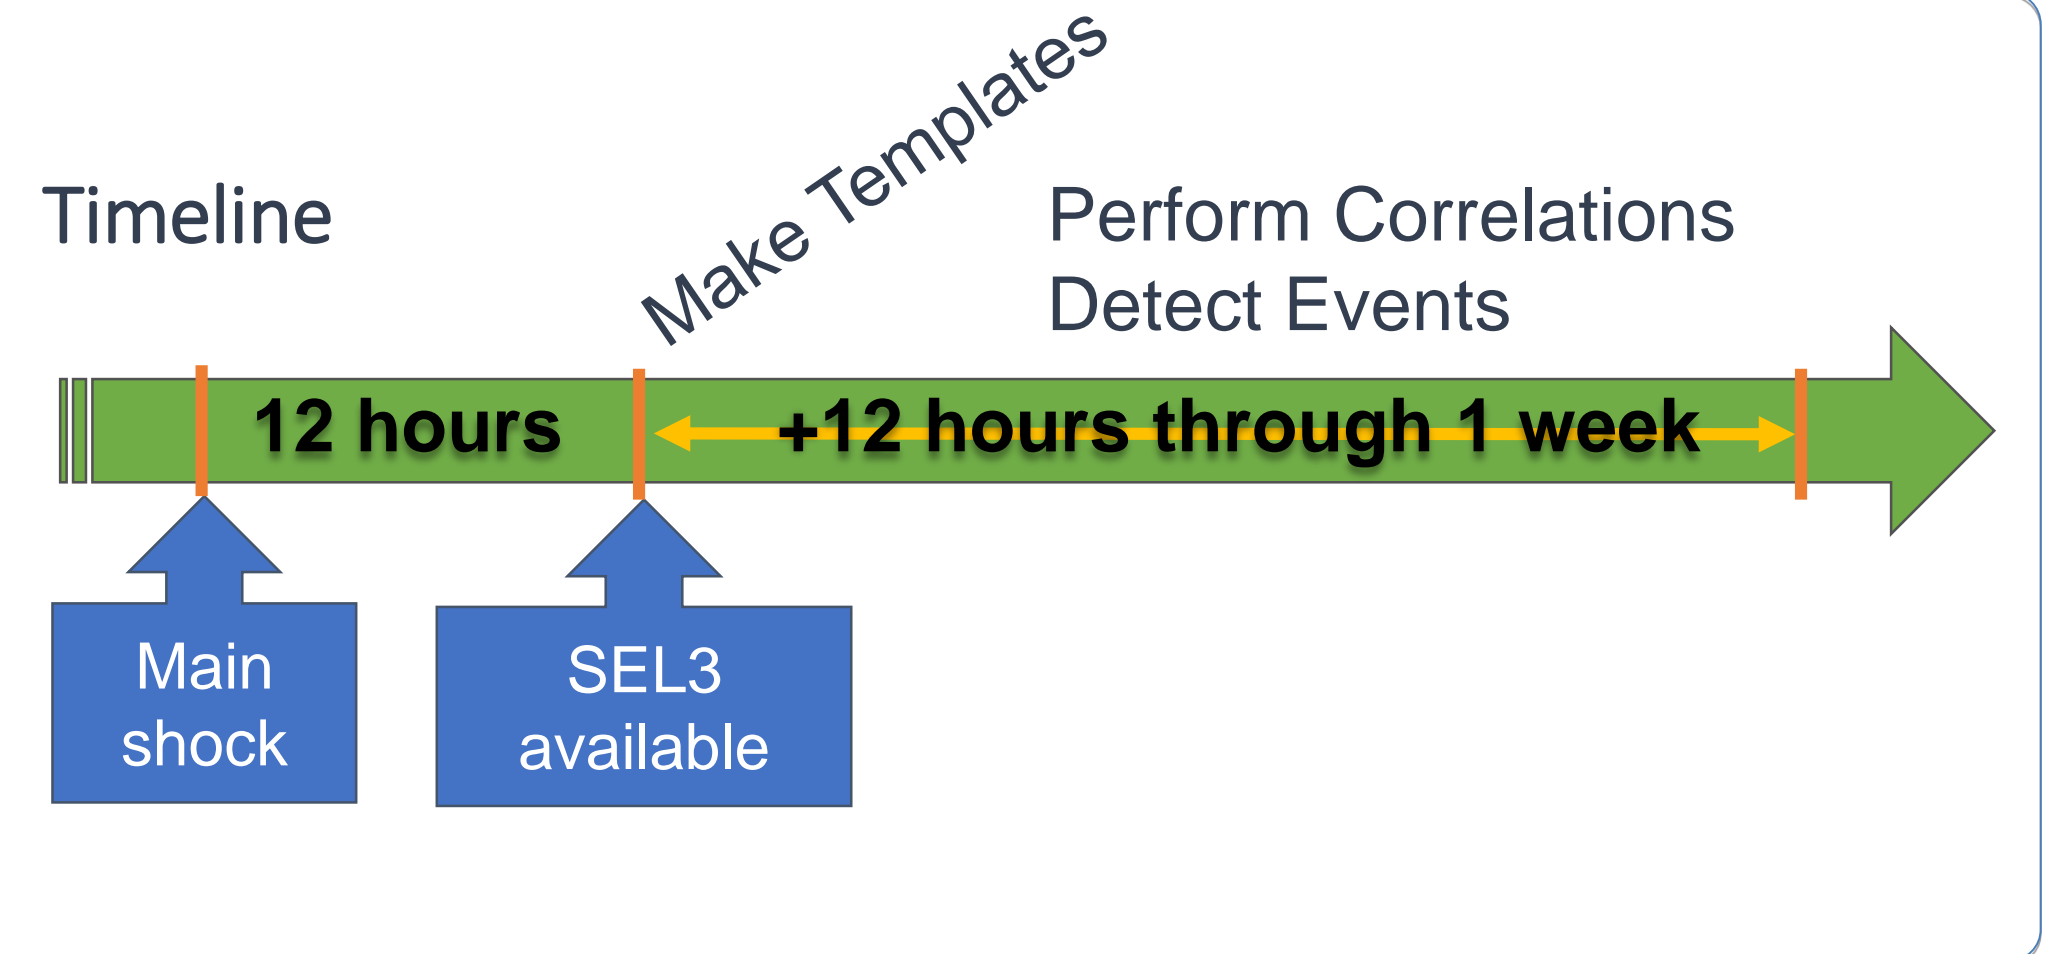 Timeline
Make Templates
Perform Correlations
Detect Events
12 hours
+12 hours through 1 week
Main
shock
SEL3
available